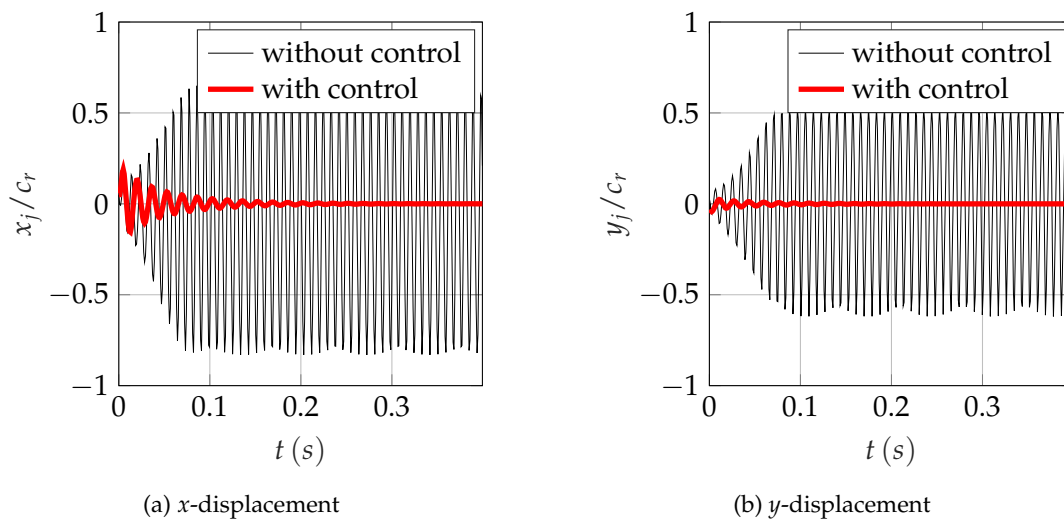 1
0.5
0
−0.5
−1
x_j/c_r
without control
with control
0
0.1
0.2
0.3
t (s)
(a) x-displacement
1
0.5
0
−0.5
−1
y_j/c_r
without control
with control
0
0.1
0.2
0.3
t (s)
(b) y-displacement